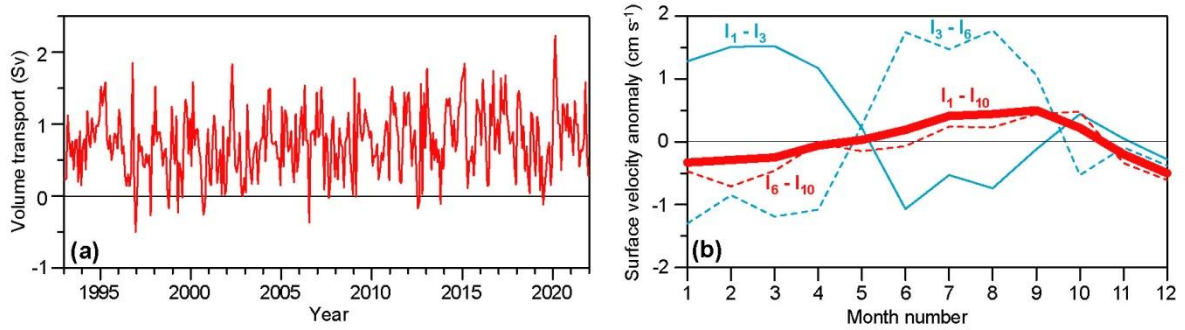 Volume transport (Sv)
2
1
0
-1
(a)
1995 2000 2005 2010 2015 2020
Year
Surface velocity anomaly (cm s⁻¹)
2
1
0
-1
-2
I₁ - I₃
I₃ - I₆
I₁ - I₁₀
I₆ - I₁₀
(b)
1 2 3 4 5 6 7 8 9 10 11 12
Month number